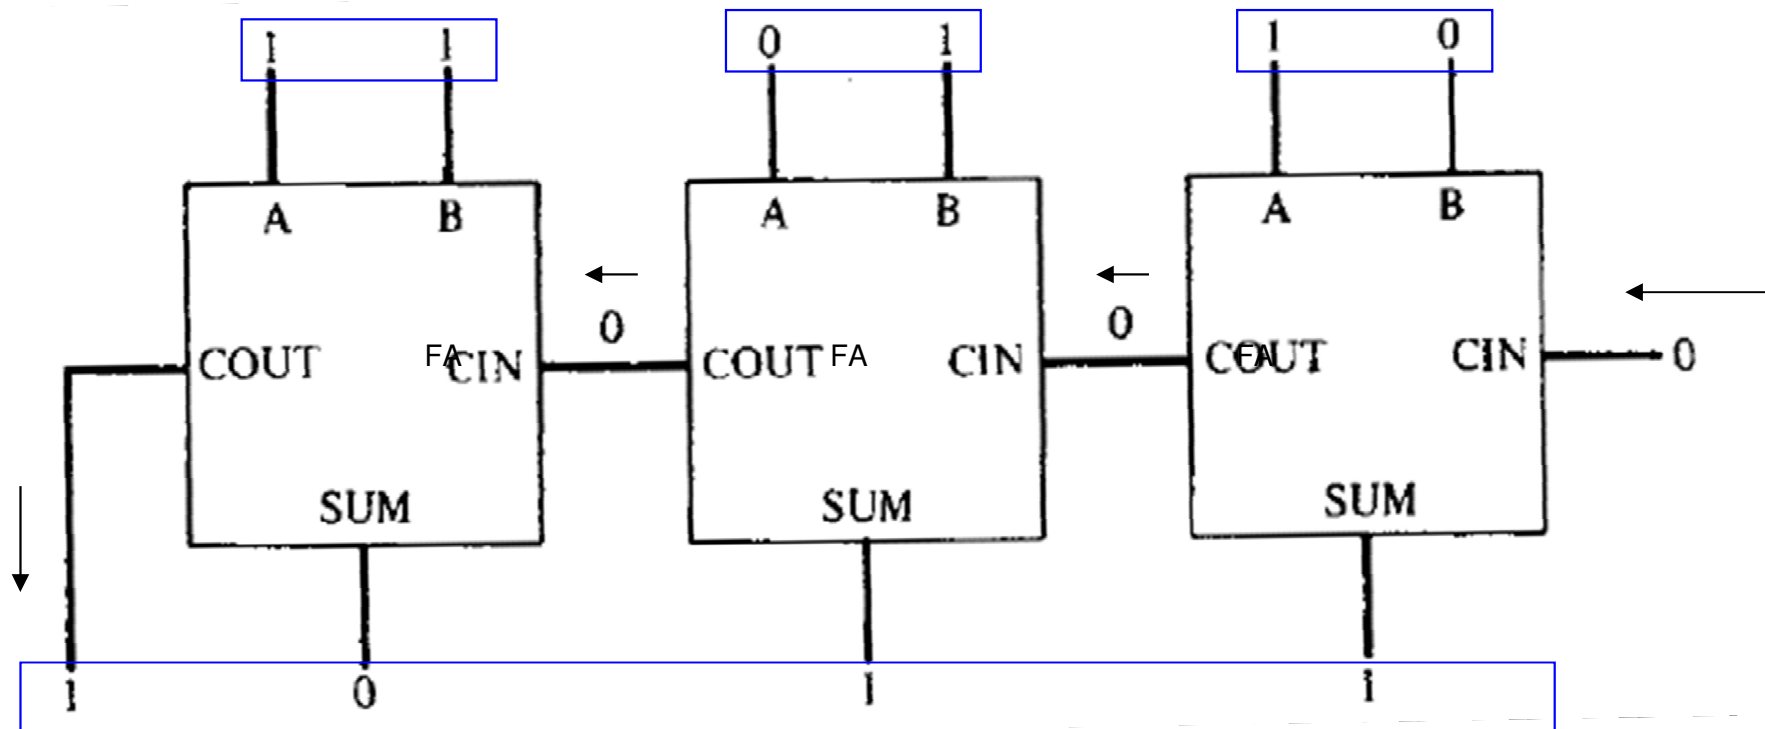 1 1 0 1 1 0
A B A B A B
0 0
COUT FA CIN COUT FA CIN COUT FA CIN 0
SUM SUM SUM
1 0 1 1